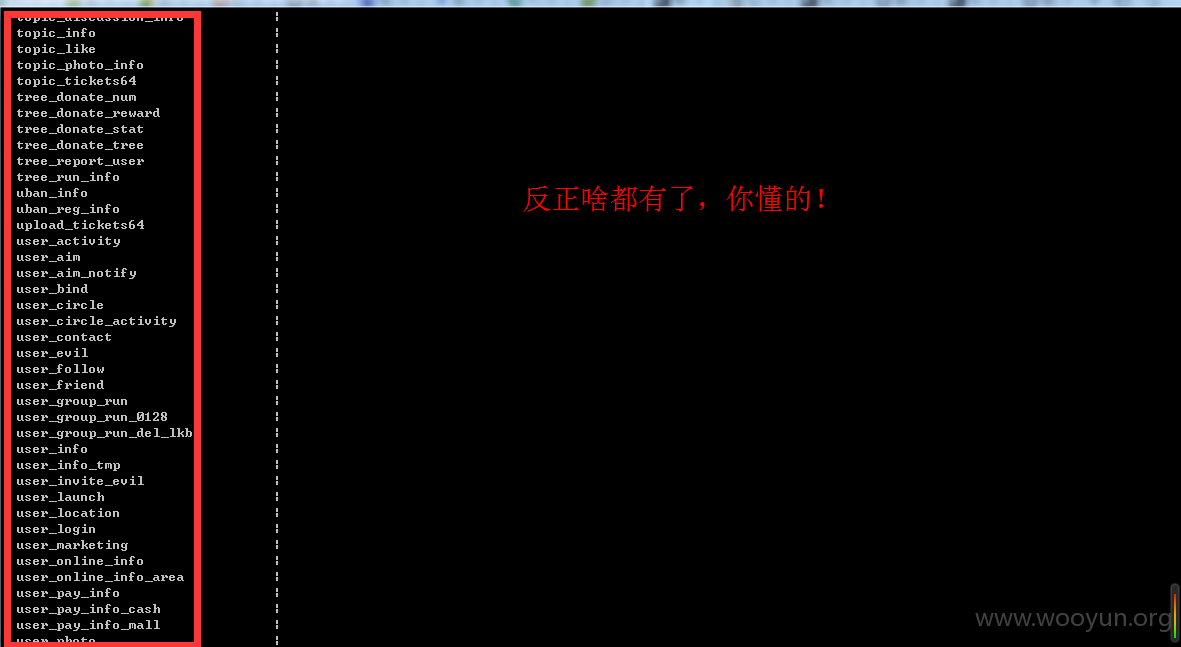 topic_discussion_info
topic_info
topic_like
topic_photo_info
topic_tickets64
tree_donate_num
tree_donate_reward
tree_donate_stat
tree_donate_tree
tree_report_user
tree_run_info
uban_info
uban_reg_info
upload_tickets64
user_activity
user_aim
user_aim_notify
user_bind
user_circle
user_circle_activity
user_contact
user_evil
user_follow
user_friend
user_group_run
user_group_run_0128
user_group_run_del_lkb
user_info
user_info_tmp
user_invite_evil
user_launch
user_location
user_login
user_marketing
user_online_info
user_online_info_area
user_pay_info
user_pay_info_cash
user_pay_info_mall
user_photo
反正啥都有了，你懂的！
www.wooyun.org